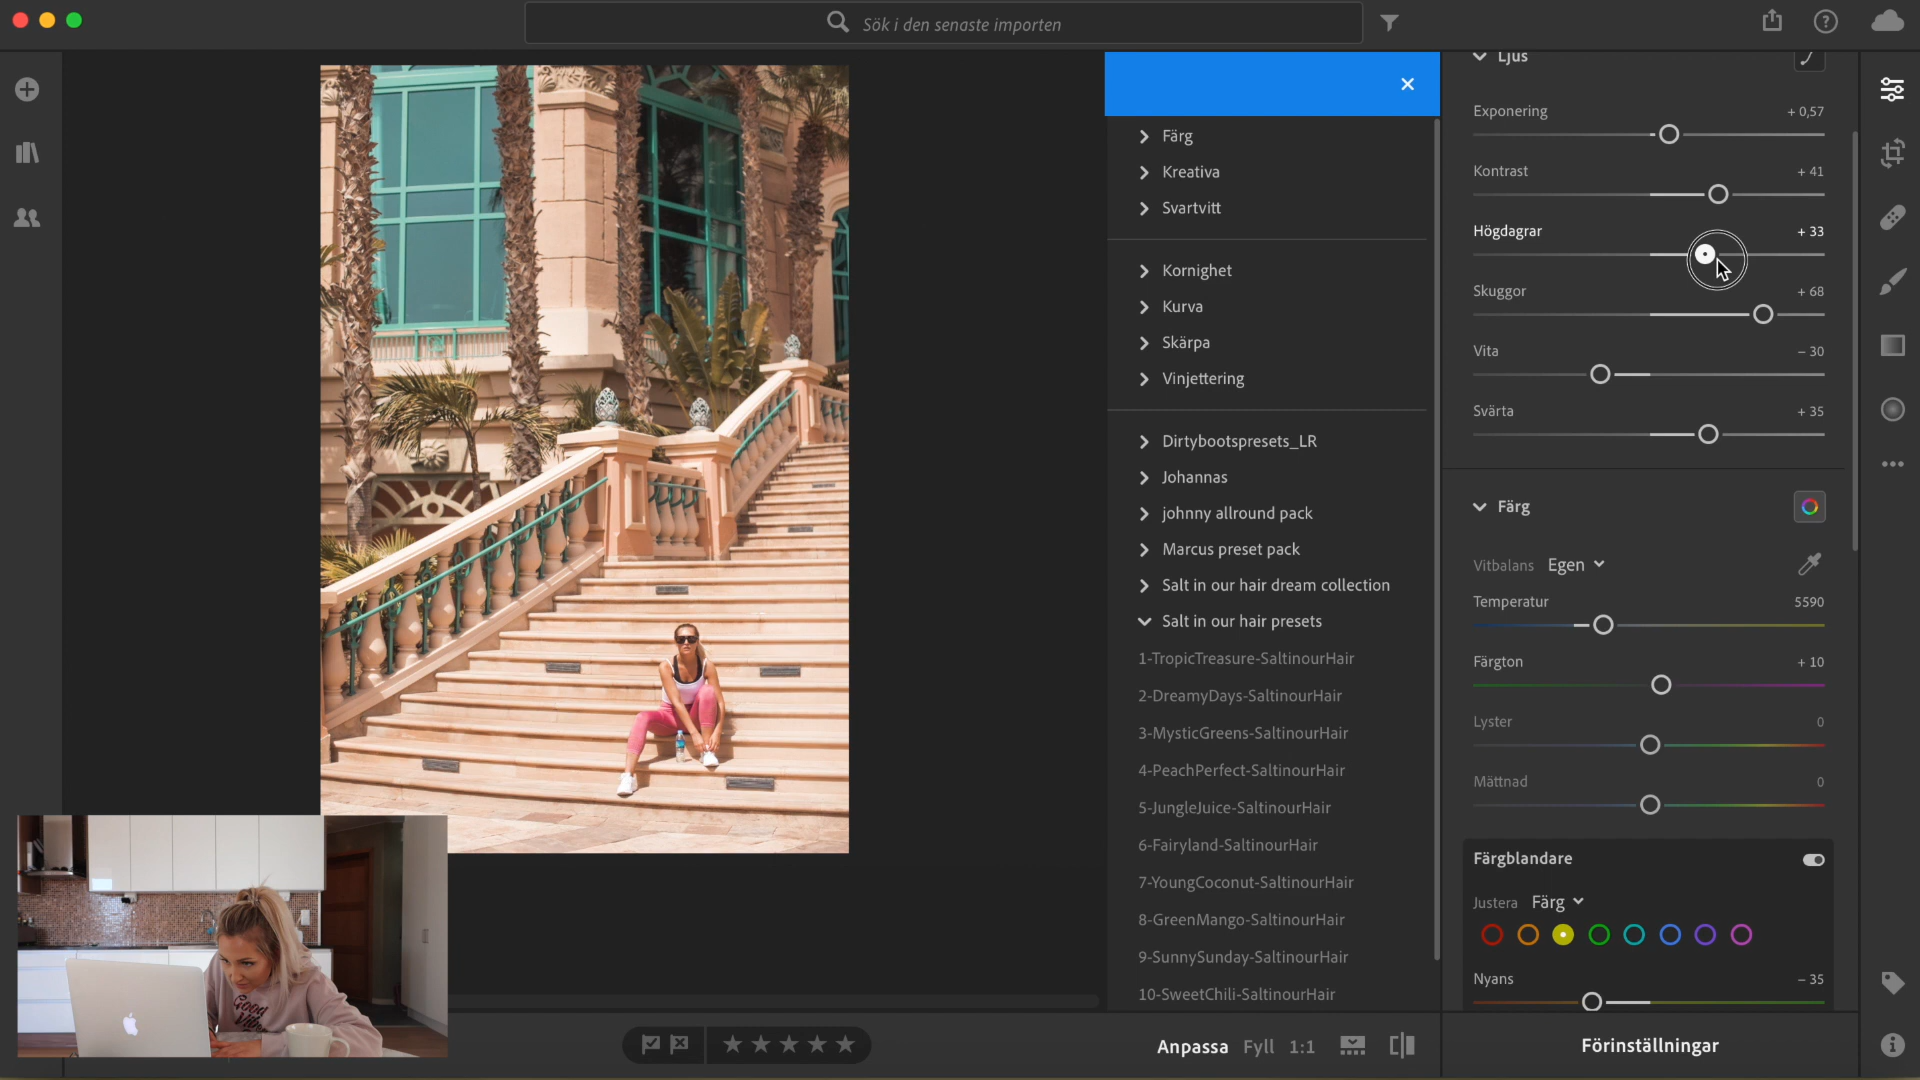 Sök i den senaste importen
Färg
Kreativa
Svartvitt
Kornighet
Kurva
Skärpa
Vinjettering
Dirtybootspresets_LR
Johannas
johnny allround pack
Marcus preset pack
Salt in our hair dream collection
Salt in our hair presets
1-TropicTreasure-SaltinourHair
2-DreamyDays-SaltinourHair
3-MysticGreens-SaltinourHair
4-PeachPerfect-SaltinourHair
5-JungleJuice-SaltinourHair
6-Fairyland-SaltinourHair
7-YoungCoconut-SaltinourHair
8-GreenMango-SaltinourHair
9-SunnySunday-SaltinourHair
10-SweetChili-SaltinourHair
Ljus
Exponering + 0,57
Kontrast + 41
Högdagrar + 33
Skuggor + 68
Vita – 30
Svärta + 35
Färg
Vitbalans Egen
Temperatur 5590
Färgton + 10
Lyster 0
Mättnad 0
Färgblandare
Justera Färg
Nyans – 35
Good
Anpassa Fyll 1:1
Förinställningar